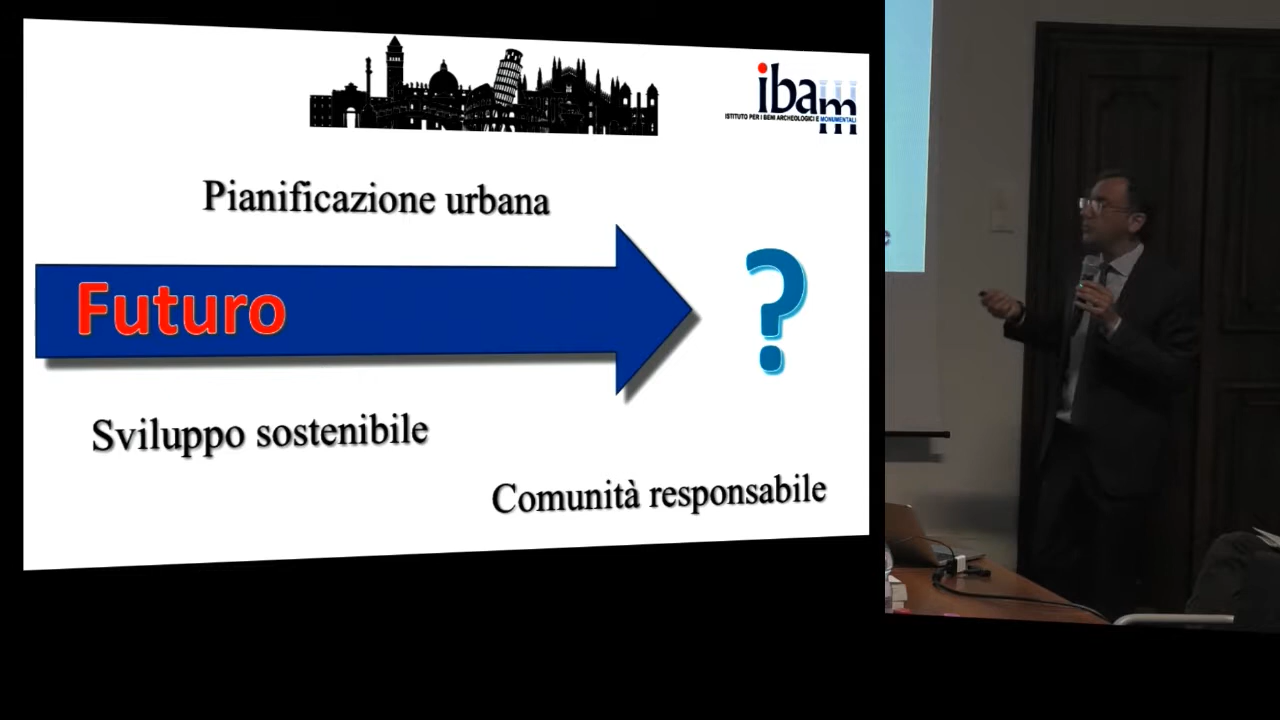 ibam
ISTITUTO PER I BENI ARCHEOLOGICI E MONUMENTALI
Pianificazione urbana
Futuro
?
Sviluppo sostenibile
Comunità responsabile